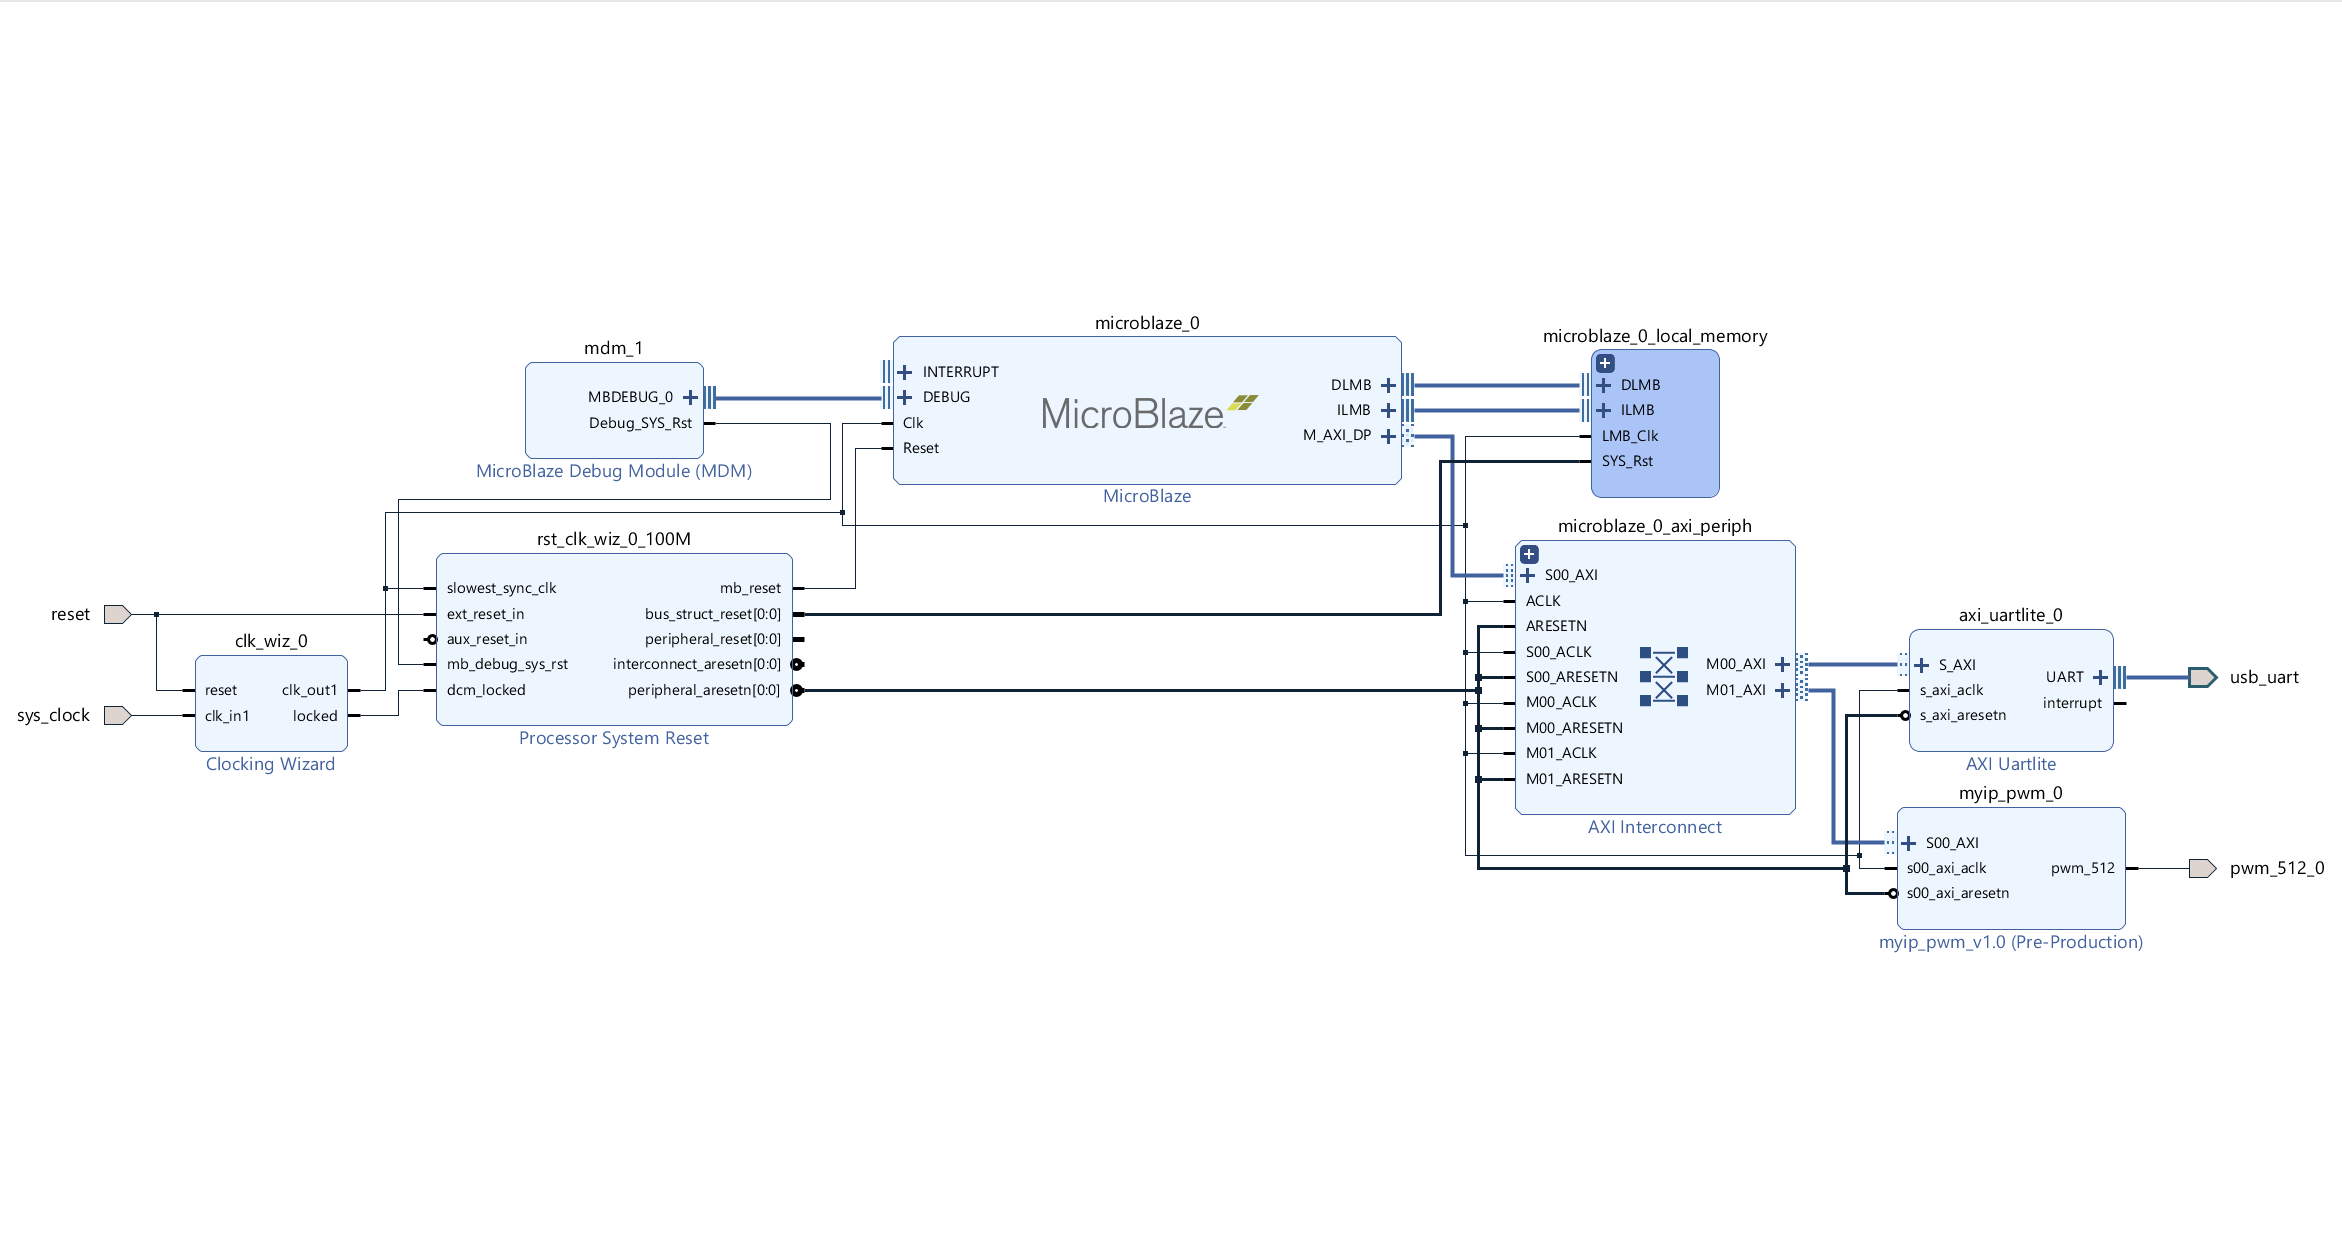 mdm_1
MBDEBUG_0
Debug_SYS_Rst
MicroBlaze Debug Module (MDM)
microblaze_0
INTERRUPT
DEBUG
Clk
Reset
MicroBlaze
DLMB
ILMB
M_AXI_DP
MicroBlaze
microblaze_0_local_memory
DLMB
ILMB
LMB_Clk
SYS_Rst
reset
sys_clock
clk_wiz_0
reset
clk_in1
clk_out1
locked
Clocking Wizard
rst_clk_wiz_0_100M
slowest_sync_clk
ext_reset_in
aux_reset_in
mb_debug_sys_rst
dcm_locked
mb_reset
bus_struct_reset[0:0]
peripheral_reset[0:0]
interconnect_aresetn[0:0]
peripheral_aresetn[0:0]
Processor System Reset
microblaze_0_axi_periph
S00_AXI
ACLK
ARESETN
S00_ACLK
S00_ARESETN
M00_ACLK
M00_ARESETN
M01_ACLK
M01_ARESETN
M00_AXI
M01_AXI
AXI Interconnect
axi_uartlite_0
S_AXI
s_axi_aclk
s_axi_aresetn
UART
interrupt
AXI Uartlite
usb_uart
myip_pwm_0
S00_AXI
s00_axi_aclk
s00_axi_aresetn
pwm_512
myip_pwm_v1.0 (Pre-Production)
pwm_512_0